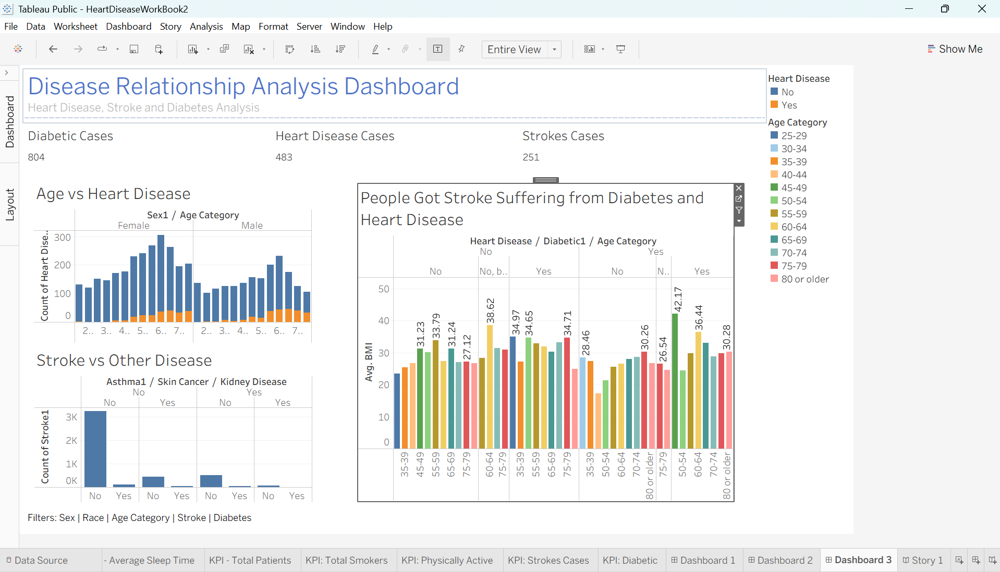 Tableau Public - HeartDiseaseWorkBook2
File Data Worksheet Dashboard Story Analysis Map Format Server Window Help
Entire View
Show Me
Dashboard
Layout
Disease Relationship Analysis Dashboard
Heart Disease, Stroke and Diabetes Analysis
Diabetic Cases
804
Heart Disease Cases
483
Strokes Cases
251
Age vs Heart Disease
Sex1 / Age Category
Female Male
Count of Heart Dise..
300
200
100
0
2.. 3.. 4.. 5.. 6.. 7.. 2.. 3.. 4.. 5.. 6.. 7..
Stroke vs Other Disease
Asthma1 / Skin Cancer / Kidney Disease
No Yes
No Yes No Yes
Count of Stroke1
3K
2K
1K
0K
No Yes No Yes No Yes No Yes
Filters: Sex | Race | Age Category | Stroke | Diabetes
People Got Stroke Suffering from Diabetes and
Heart Disease
Heart Disease / Diabetic1 / Age Category
No Yes
No No, b.. Yes No N.. Yes
Avg. BMI
50
40
30
20
10
0
31.23 33.79 31.24 27.12 38.62 34.97 34.65 34.71 28.46 30.26 26.54 42.17 36.44 30.28
35-39 45-49 55-59 65-69 75-79 60-64 75-79 35-39 55-59 65-69 75-79 35-39 50-54 60-64 70-74 80 or older 75-79 50-54 60-64 70-74 80 or older
Heart Disease
No
Yes
Age Category
25-29
30-34
35-39
40-44
45-49
50-54
55-59
60-64
65-69
70-74
75-79
80 or older
Data Source - Average Sleep Time KPI - Total Patients KPI: Total Smokers KPI: Physically Active KPI: Strokes Cases KPI: Diabetic Dashboard 1 Dashboard 2 Dashboard 3 Story 1